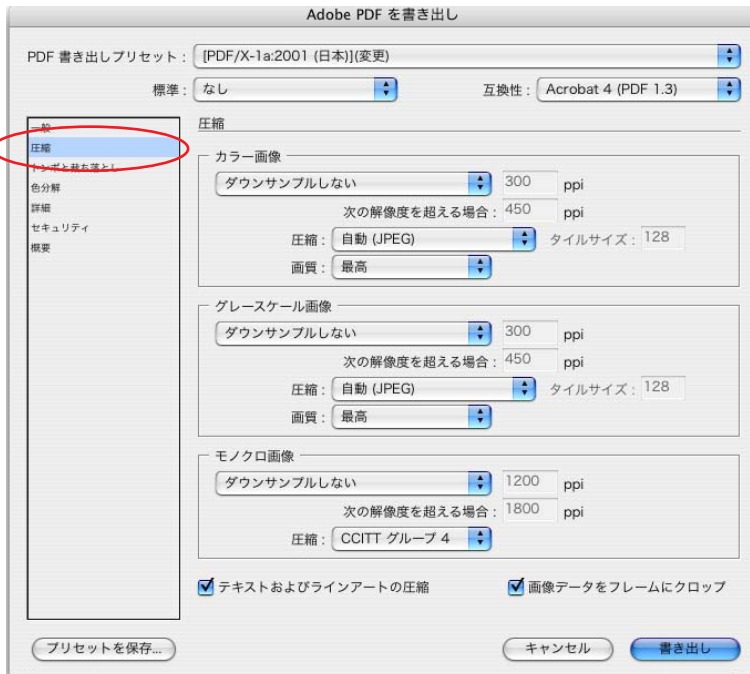 Adobe PDF を書き出し
PDF 書き出しプリセット : [PDF/X-1a:2001 (日本)](変更)
標準 : なし 互換性 : Acrobat 4 (PDF 1.3)
一般
圧縮
トンボと裁ち落とし
色分解
詳細
セキュリティ
概要
圧縮
カラー画像
ダウンサンプルしない 300 ppi
次の解像度を超える場合 : 450 ppi
圧縮 : 自動 (JPEG) タイルサイズ : 128
画質 : 最高
グレースケール画像
ダウンサンプルしない 300 ppi
次の解像度を超える場合 : 450 ppi
圧縮 : 自動 (JPEG) タイルサイズ : 128
画質 : 最高
モノクロ画像
ダウンサンプルしない 1200 ppi
次の解像度を超える場合 : 1800 ppi
圧縮 : CCITT グループ 4
テキストおよびラインアートの圧縮 画像データをフレームにクロップ
プリセットを保存... キャンセル 書き出し